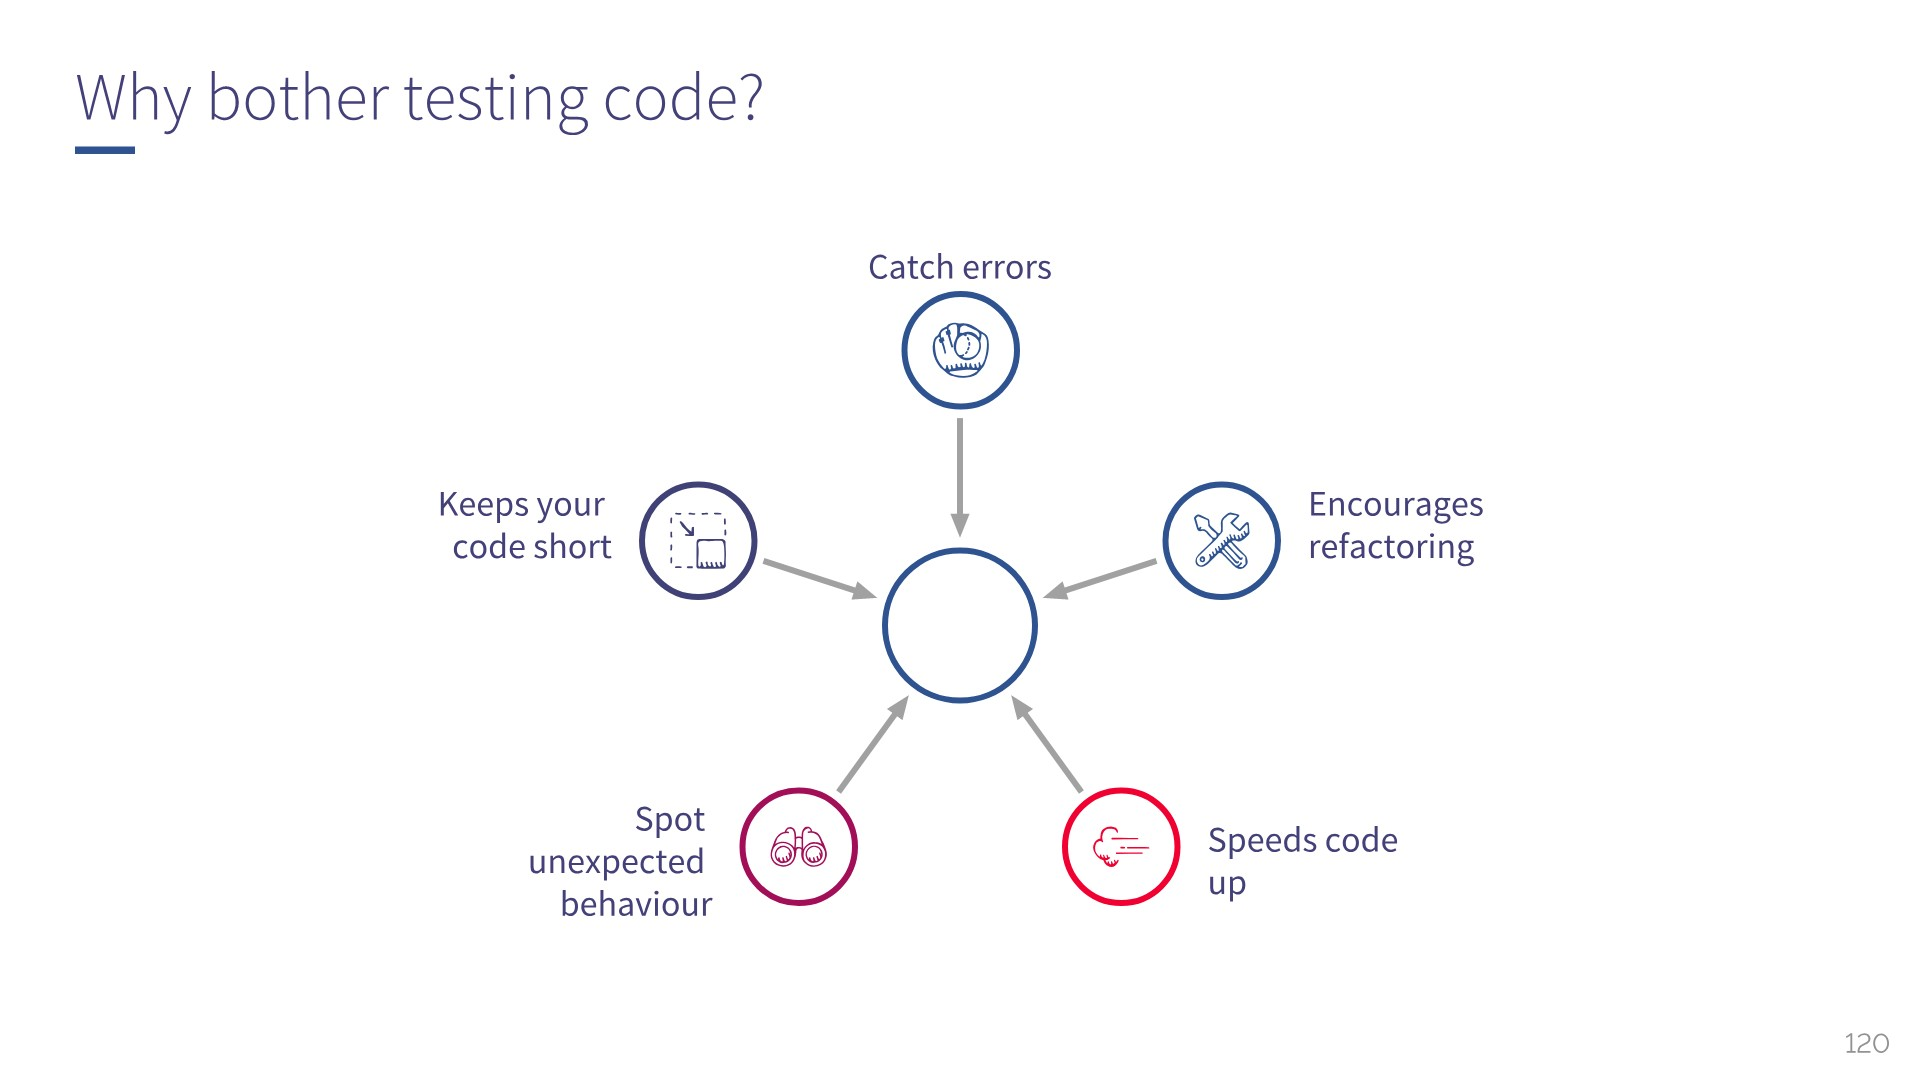 Why bother testing code?
Catch errors
Keeps your
code short
Encourages
refactoring
Spot
unexpected
behaviour
Speeds code
up
120